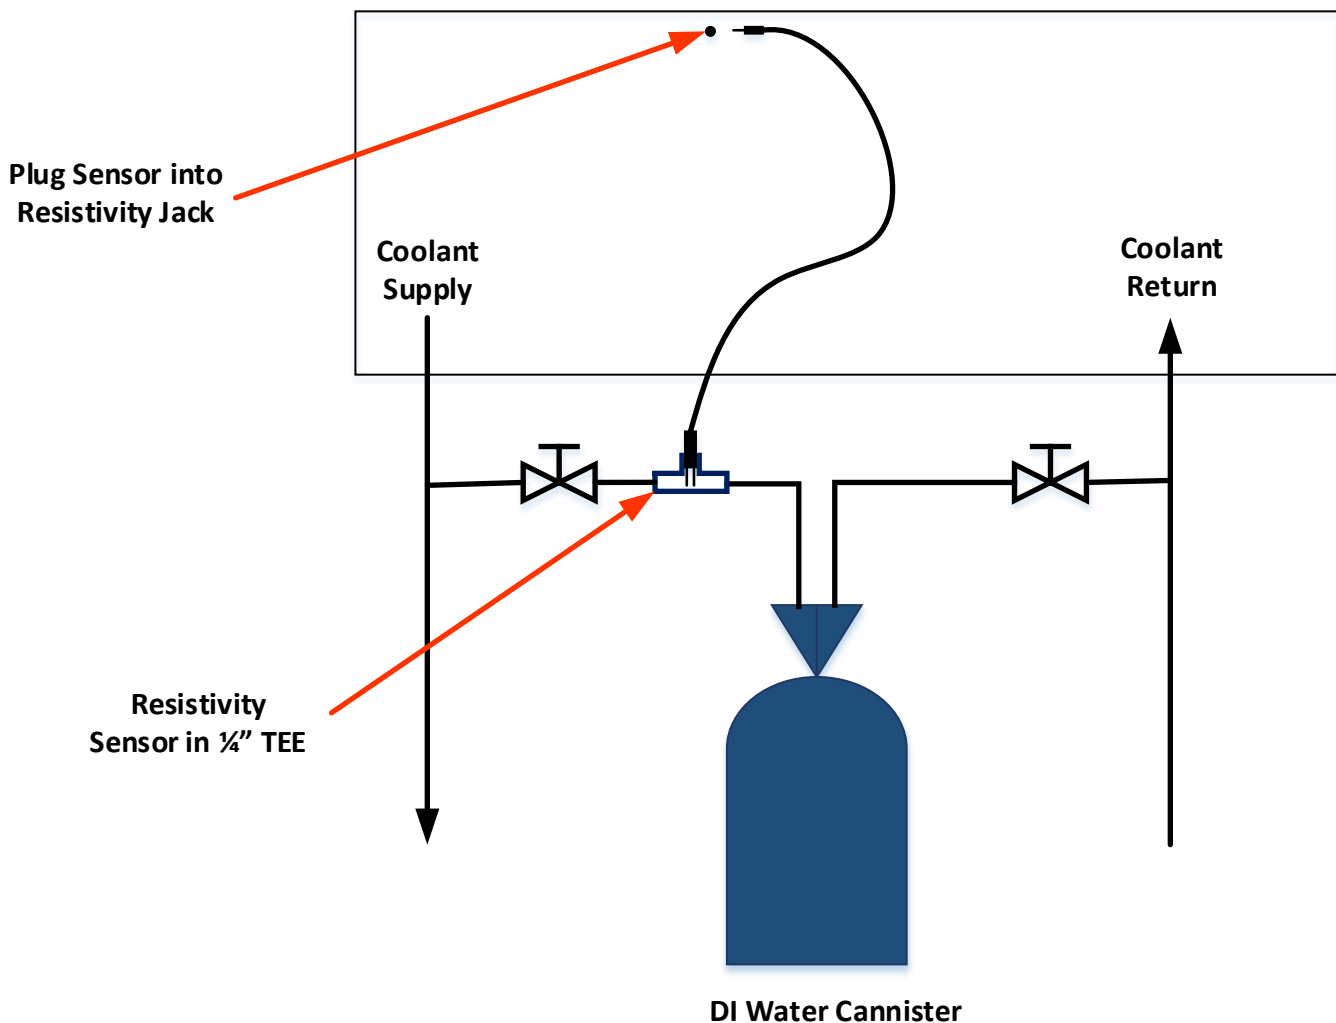 Plug Sensor into
Resistivity Jack
Coolant
Supply
Coolant
Return
Resistivity
Sensor in ¼” TEE
DI Water Cannister